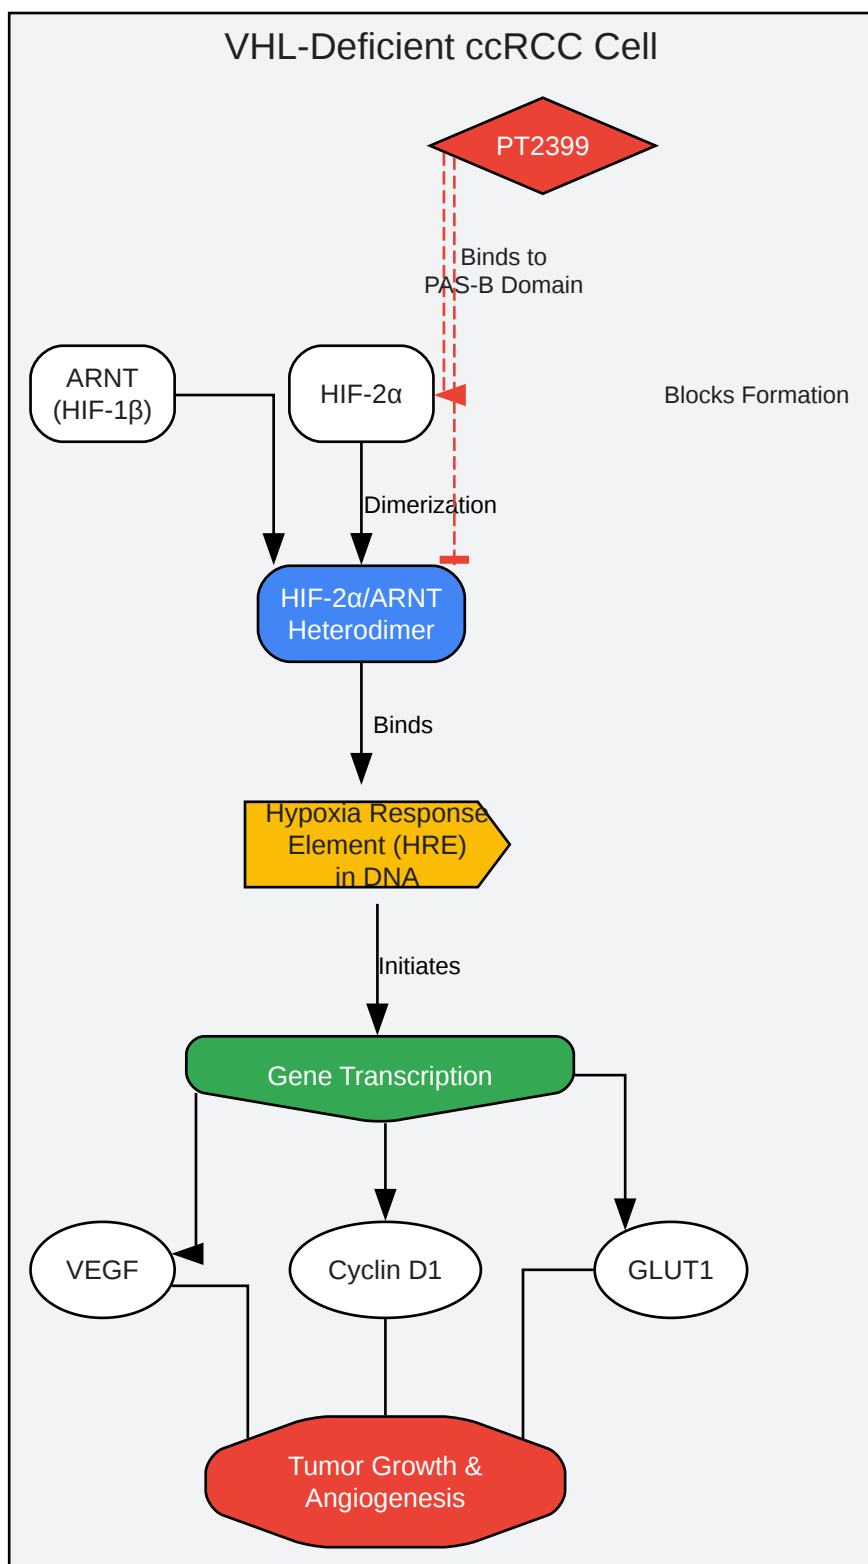 VHL-Deficient ccRCC Cell
PT2399
Binds to
PAS-B Domain
ARNT
(HIF-1β)
HIF-2α
Blocks Formation
Dimerization
HIF-2α/ARNT
Heterodimer
Binds
Hypoxia Response
Element (HRE)
in DNA
Initiates
Gene Transcription
VEGF
Cyclin D1
GLUT1
Tumor Growth &
Angiogenesis